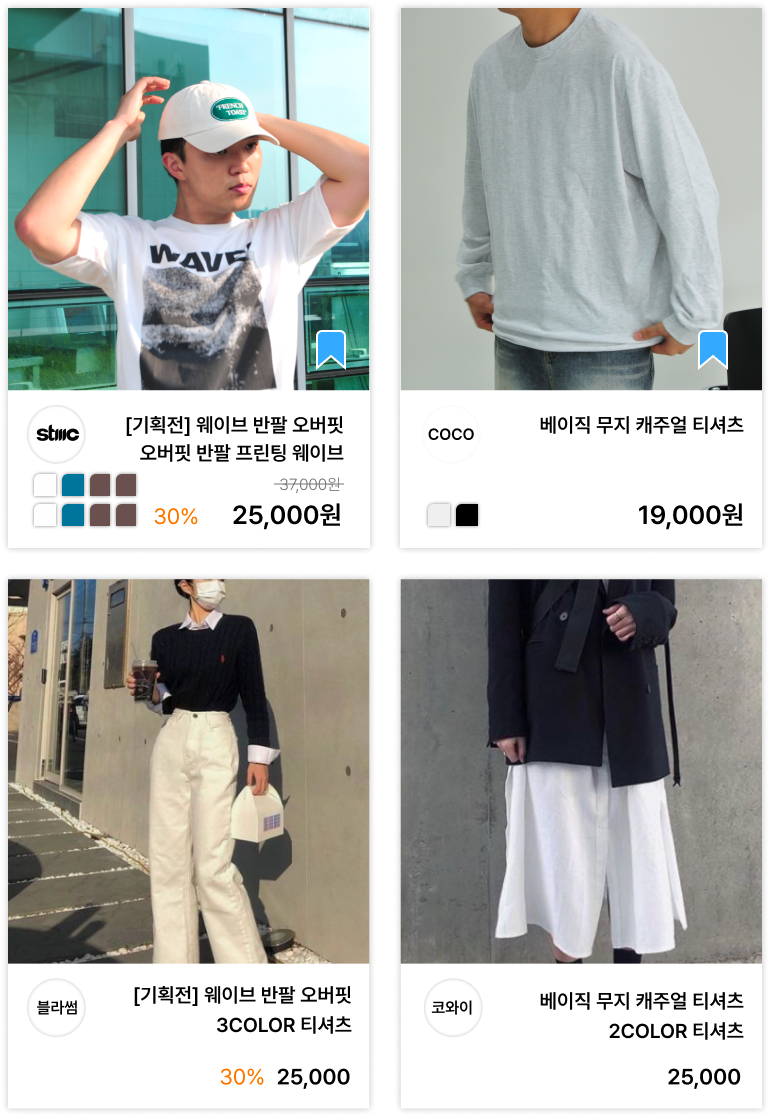 FRENCH
TOAST
WAVE
stiiic
[기획전] 웨이브 반팔 오버핏
오버핏 반팔 프린팅 웨이브
37,000원
30% 25,000원
COCO
베이직 무지 캐주얼 티셔츠
19,000원
블라썸
[기획전] 웨이브 반팔 오버핏
3COLOR 티셔츠
30% 25,000
코와이
베이직 무지 캐주얼 티셔츠
2COLOR 티셔츠
25,000